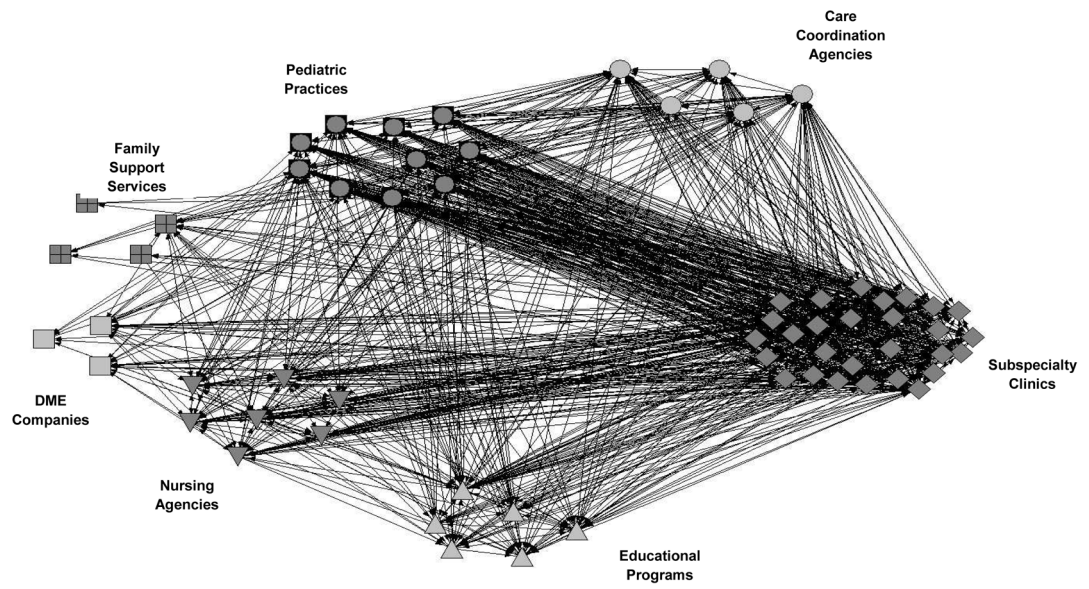 Care
Coordination
Agencies
Pediatric
Practices
Family
Support
Services
Subspecialty
Clinics
DME
Companies
Nursing
Agencies
Educational
Programs